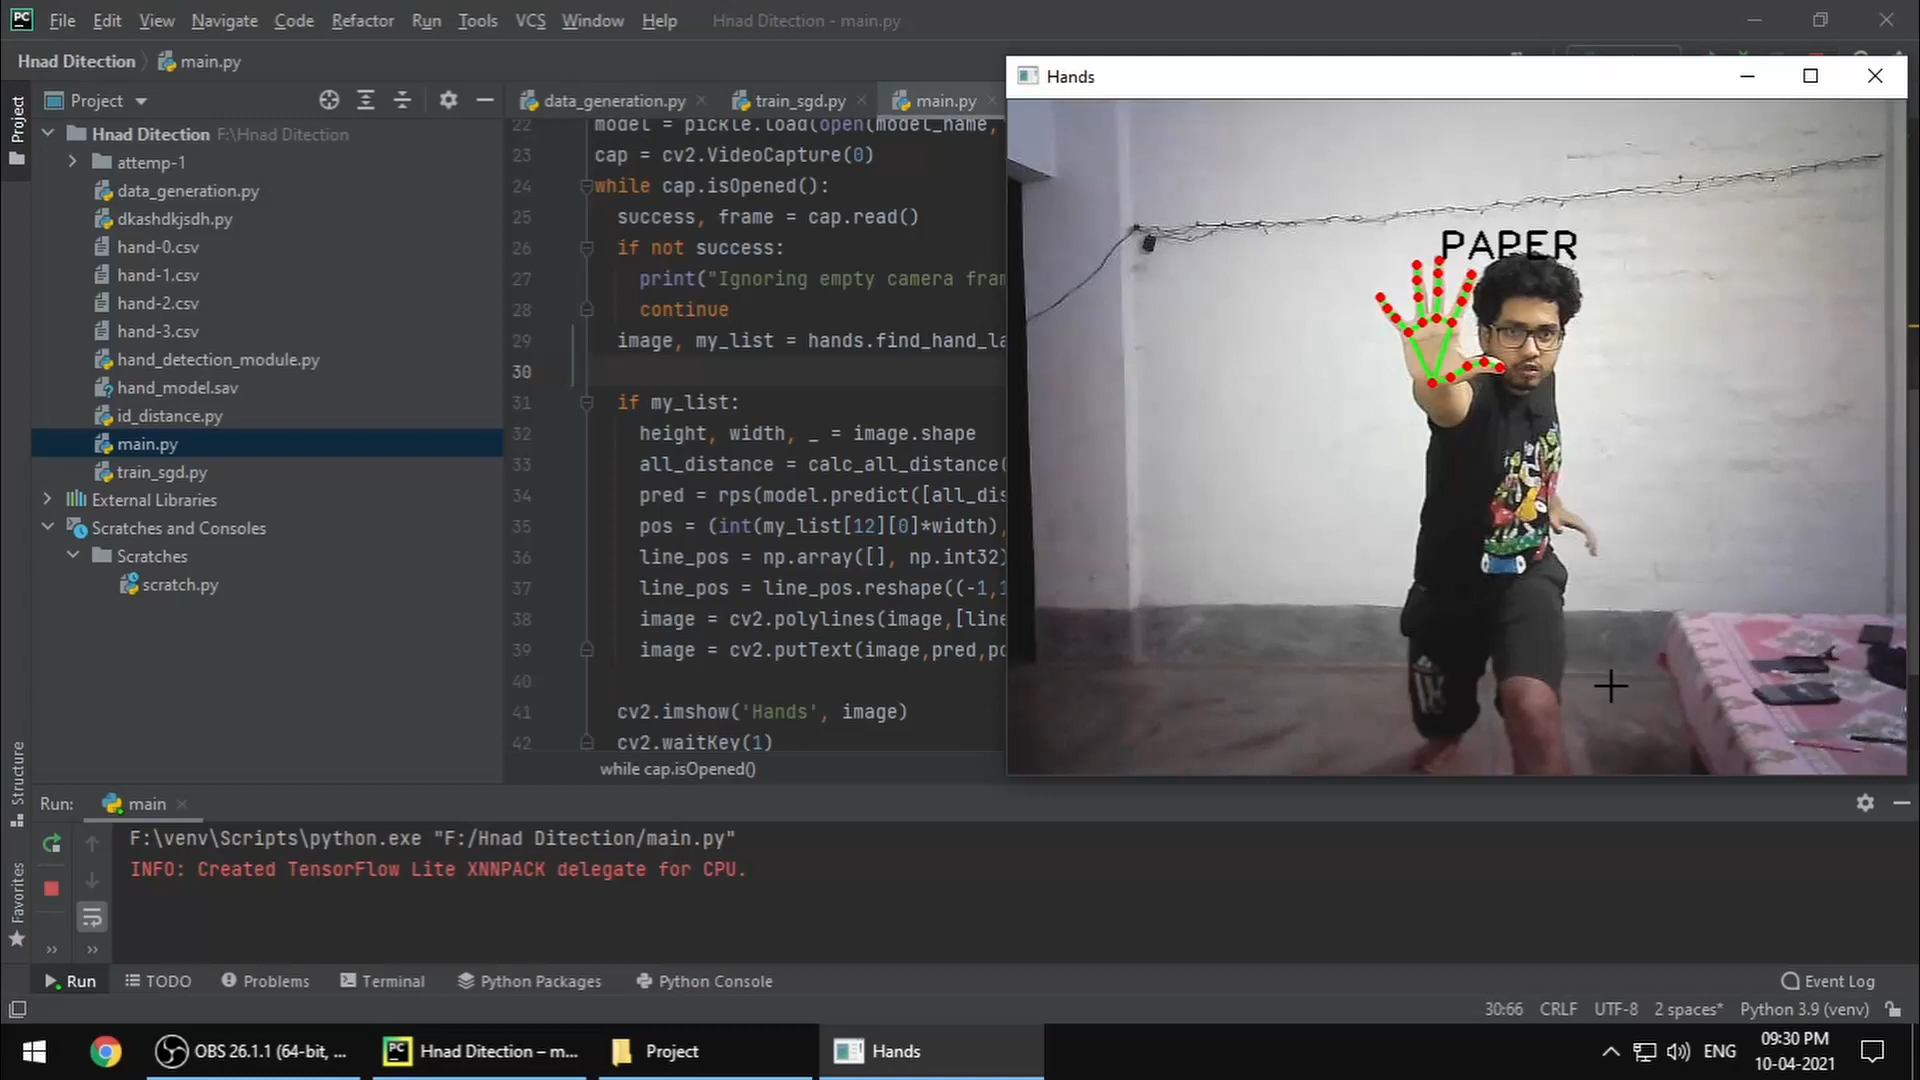 PC File Edit View Navigate Code Refactor Run Tools VCS Window Help Hnad Ditection - main.py
Hnad Ditection main.py
Project
Project
data_generation.py train_sgd.py main.py
Hnad Ditection F:\Hnad Ditection
attemp-1
data_generation.py
dkashdkjsdh.py
hand-0.csv
hand-1.csv
hand-2.csv
hand-3.csv
hand_detection_module.py
hand_model.sav
id_distance.py
main.py
train_sgd.py
External Libraries
Scratches and Consoles
Scratches
scratch.py
22 model = pickle.load(open(model_name,
23 cap = cv2.VideoCapture(0)
24 while cap.isOpened():
25 success, frame = cap.read()
26 if not success:
27 print("Ignoring empty camera fram
28 continue
29 image, my_list = hands.find_hand_la
30
31 if my_list:
32 height, width, _ = image.shape
33 all_distance = calc_all_distance(
34 pred = rps(model.predict([all_dis
35 pos = (int(my_list[12][0]*width),
36 line_pos = np.array([], np.int32)
37 line_pos = line_pos.reshape((-1,1
38 image = cv2.polylines(image,[line
39 image = cv2.putText(image,pred,po
40
41 cv2.imshow('Hands', image)
42 cv2.waitKey(1)
while cap.isOpened()
Hands
PAPER
Structure
Favorites
Run: main
F:\venv\Scripts\python.exe "F:/Hnad Ditection/main.py"
INFO: Created TensorFlow Lite XNNPACK delegate for CPU.
Run TODO Problems Terminal Python Packages Python Console Event Log
30:66 CRLF UTF-8 2 spaces* Python 3.9 (venv)
OBS 26.1.1 (64-bit, ... PC Hnad Ditection – m... Project Hands ENG 09:30 PM
10-04-2021